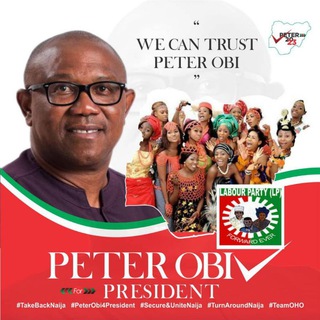 “
WE CAN TRUST
PETER OBI
”
PETER
2023
LABOUR PARTY (LP)
FORWARD EVER
PETER OBI
For
PRESIDENT
#TakeBackNaija #PeterObi4President #Secure&UniteNaija #TurnAroundNaija #TeamOHO